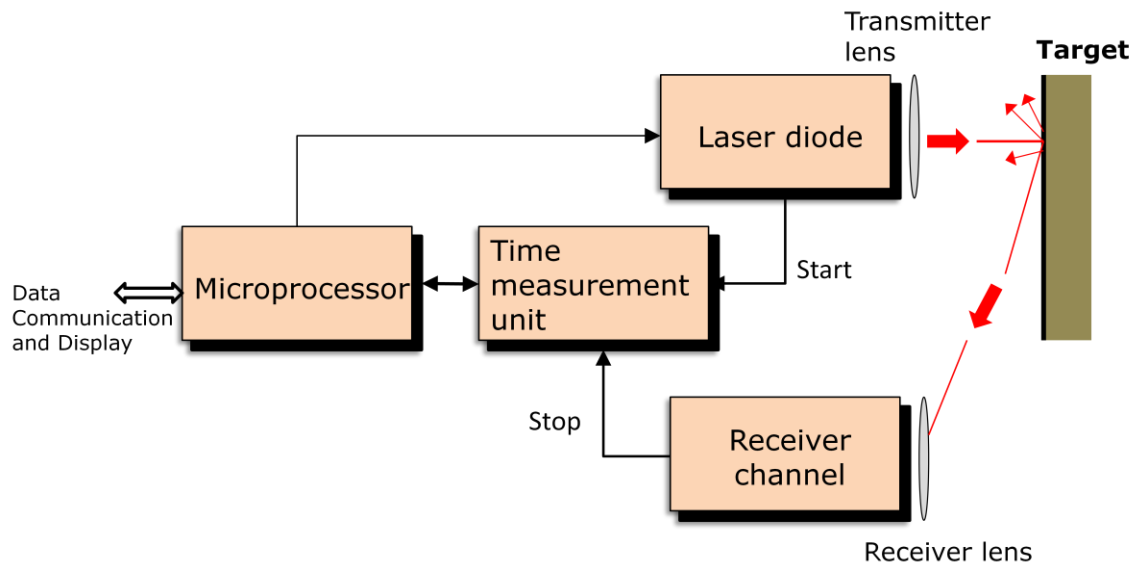 Transmitter
lens
Target
Laser diode
Time
measurement
unit
Start
Microprocessor
Data
Communication
and Display
Stop
Receiver
channel
Receiver lens